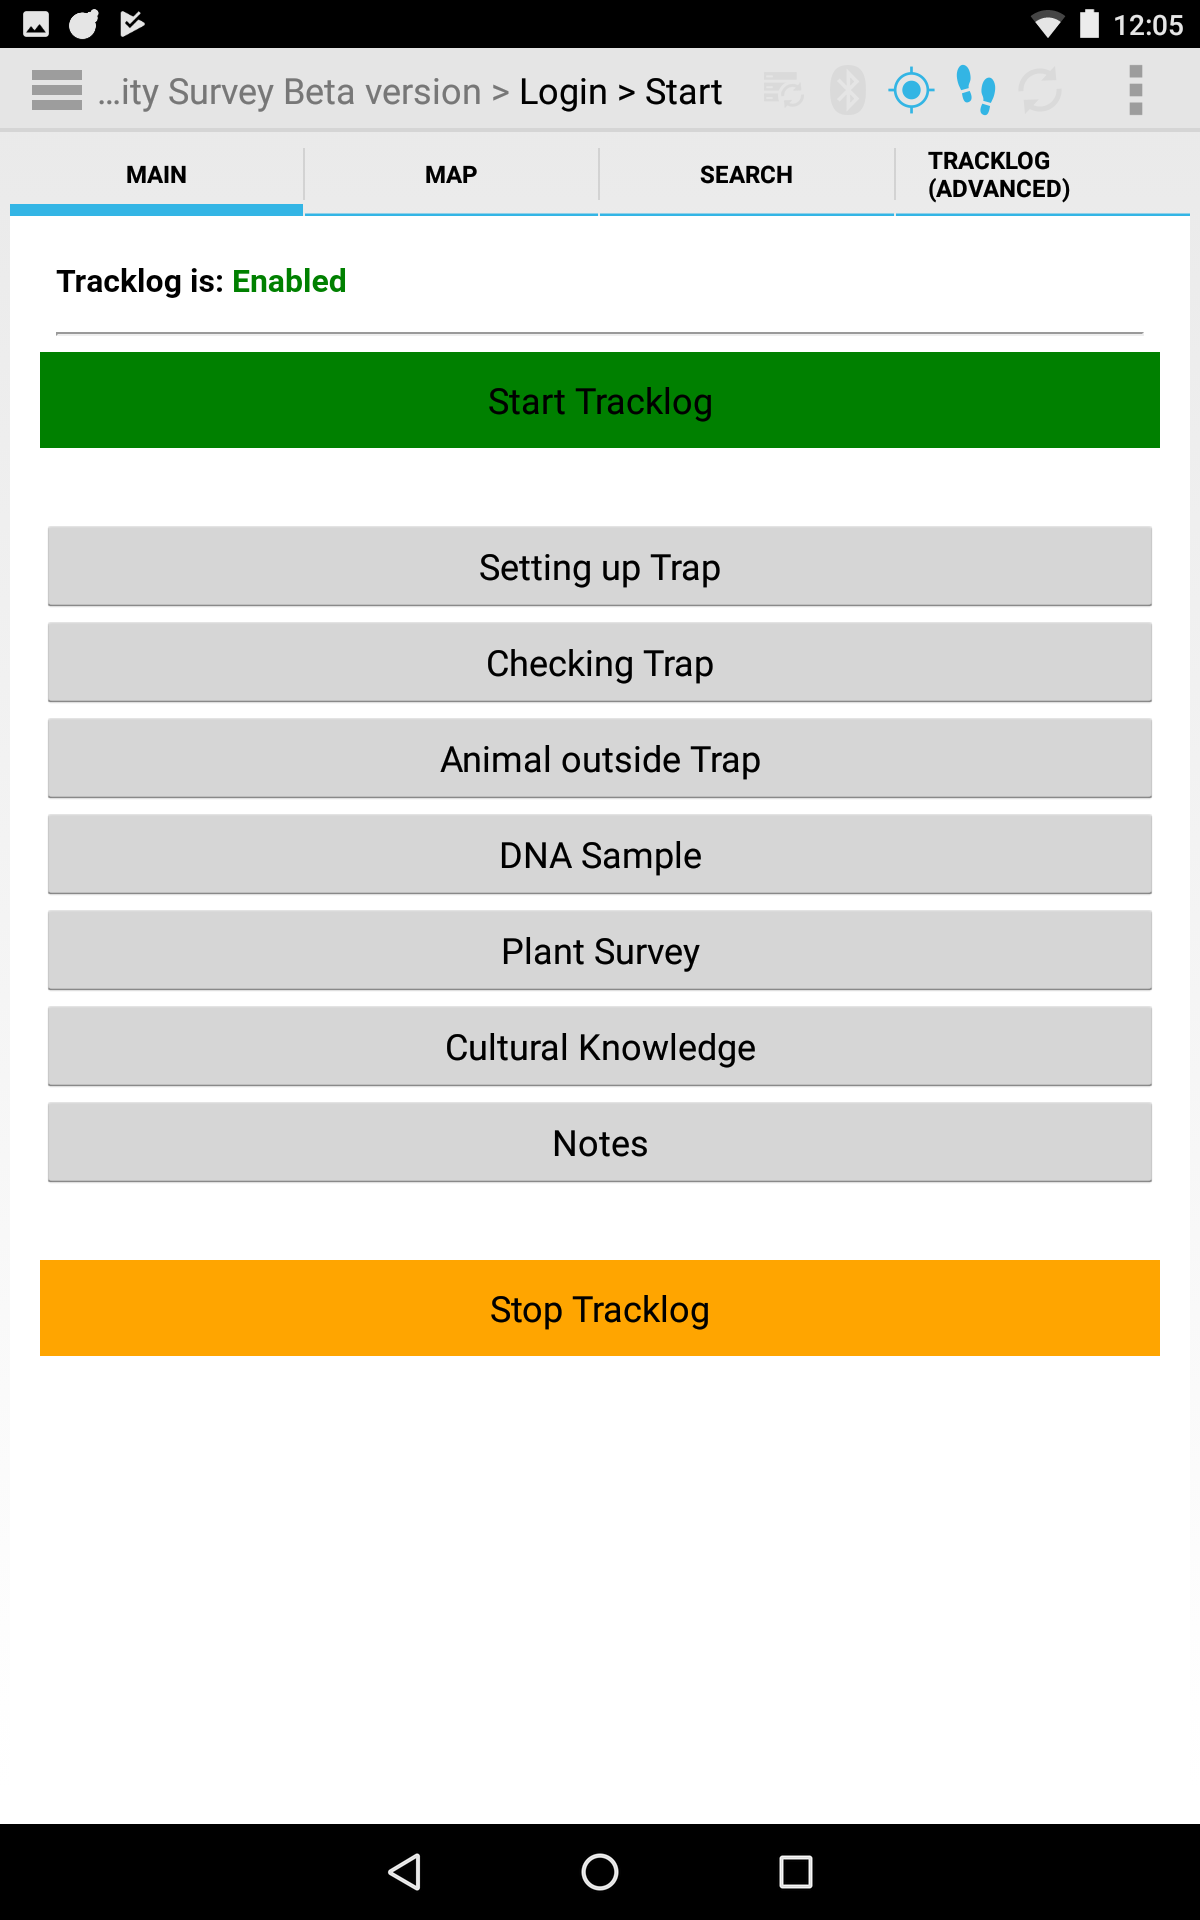 12:05
...ity Survey Beta version > Login > Start
MAIN
MAP
SEARCH
TRACKLOG
(ADVANCED)
Tracklog is: Enabled
Start Tracklog
Setting up Trap
Checking Trap
Animal outside Trap
DNA Sample
Plant Survey
Cultural Knowledge
Notes
Stop Tracklog